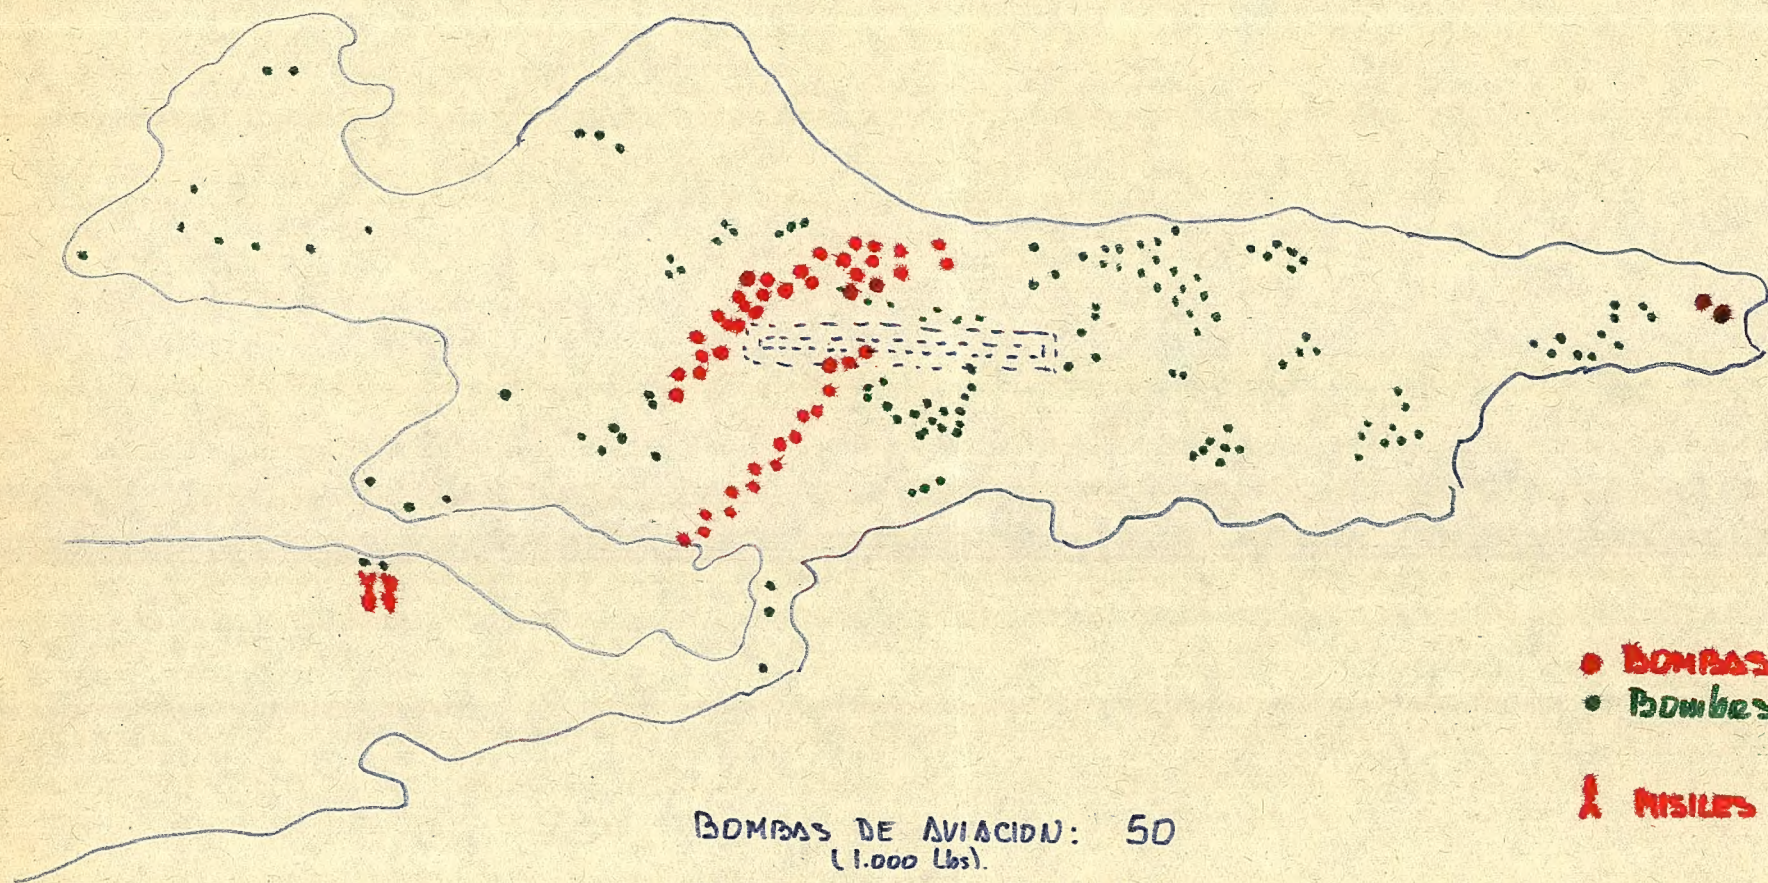 BOMBAS
Bombas
MISILES
BOMBAS DE AVIACION: 50
(1.000 Lbs).